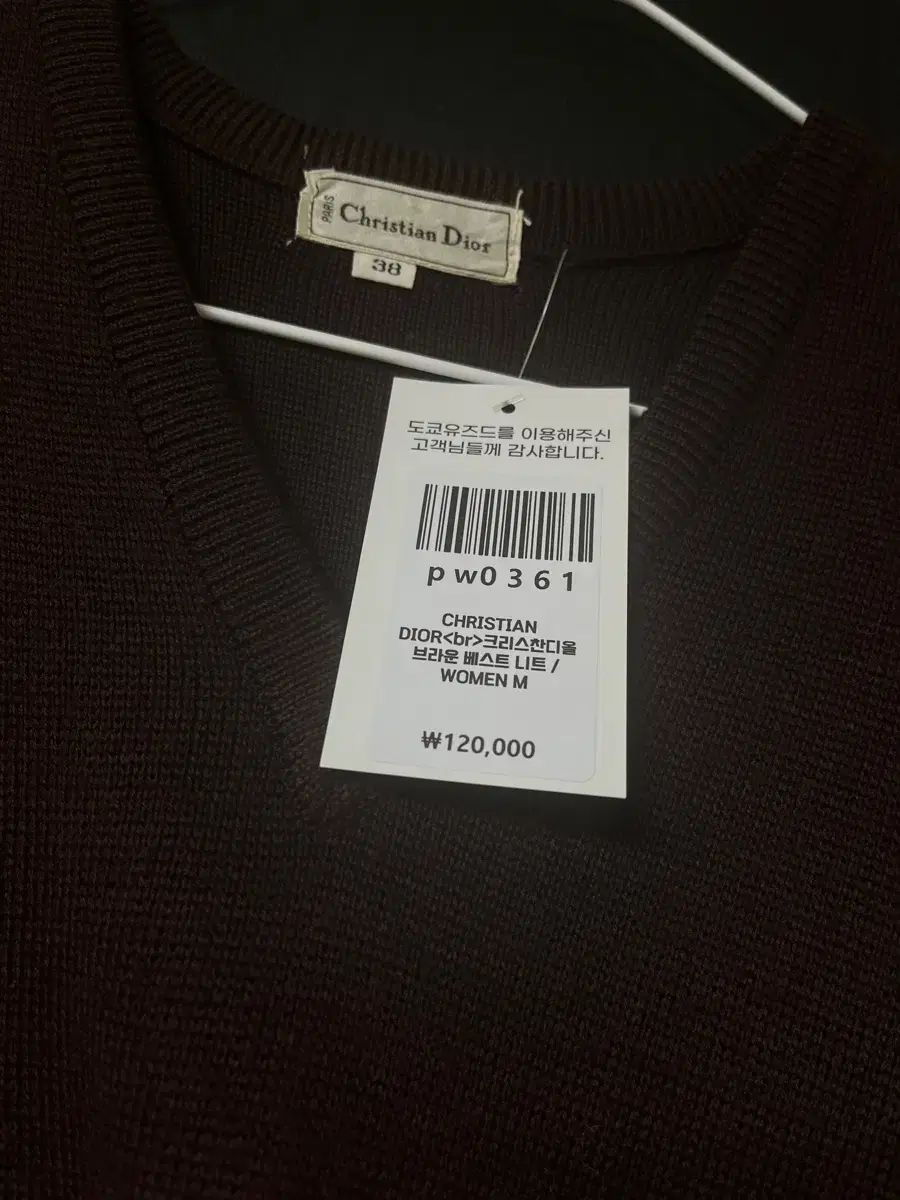 PARIS
Christian Dior
38
도쿄유즈드를 이용해주신
고객님들께 감사합니다.
pw0361
CHRISTIAN
DIOR<br>크리스찬디올
브라운 베스트 니트 /
WOMEN M
₩120,000